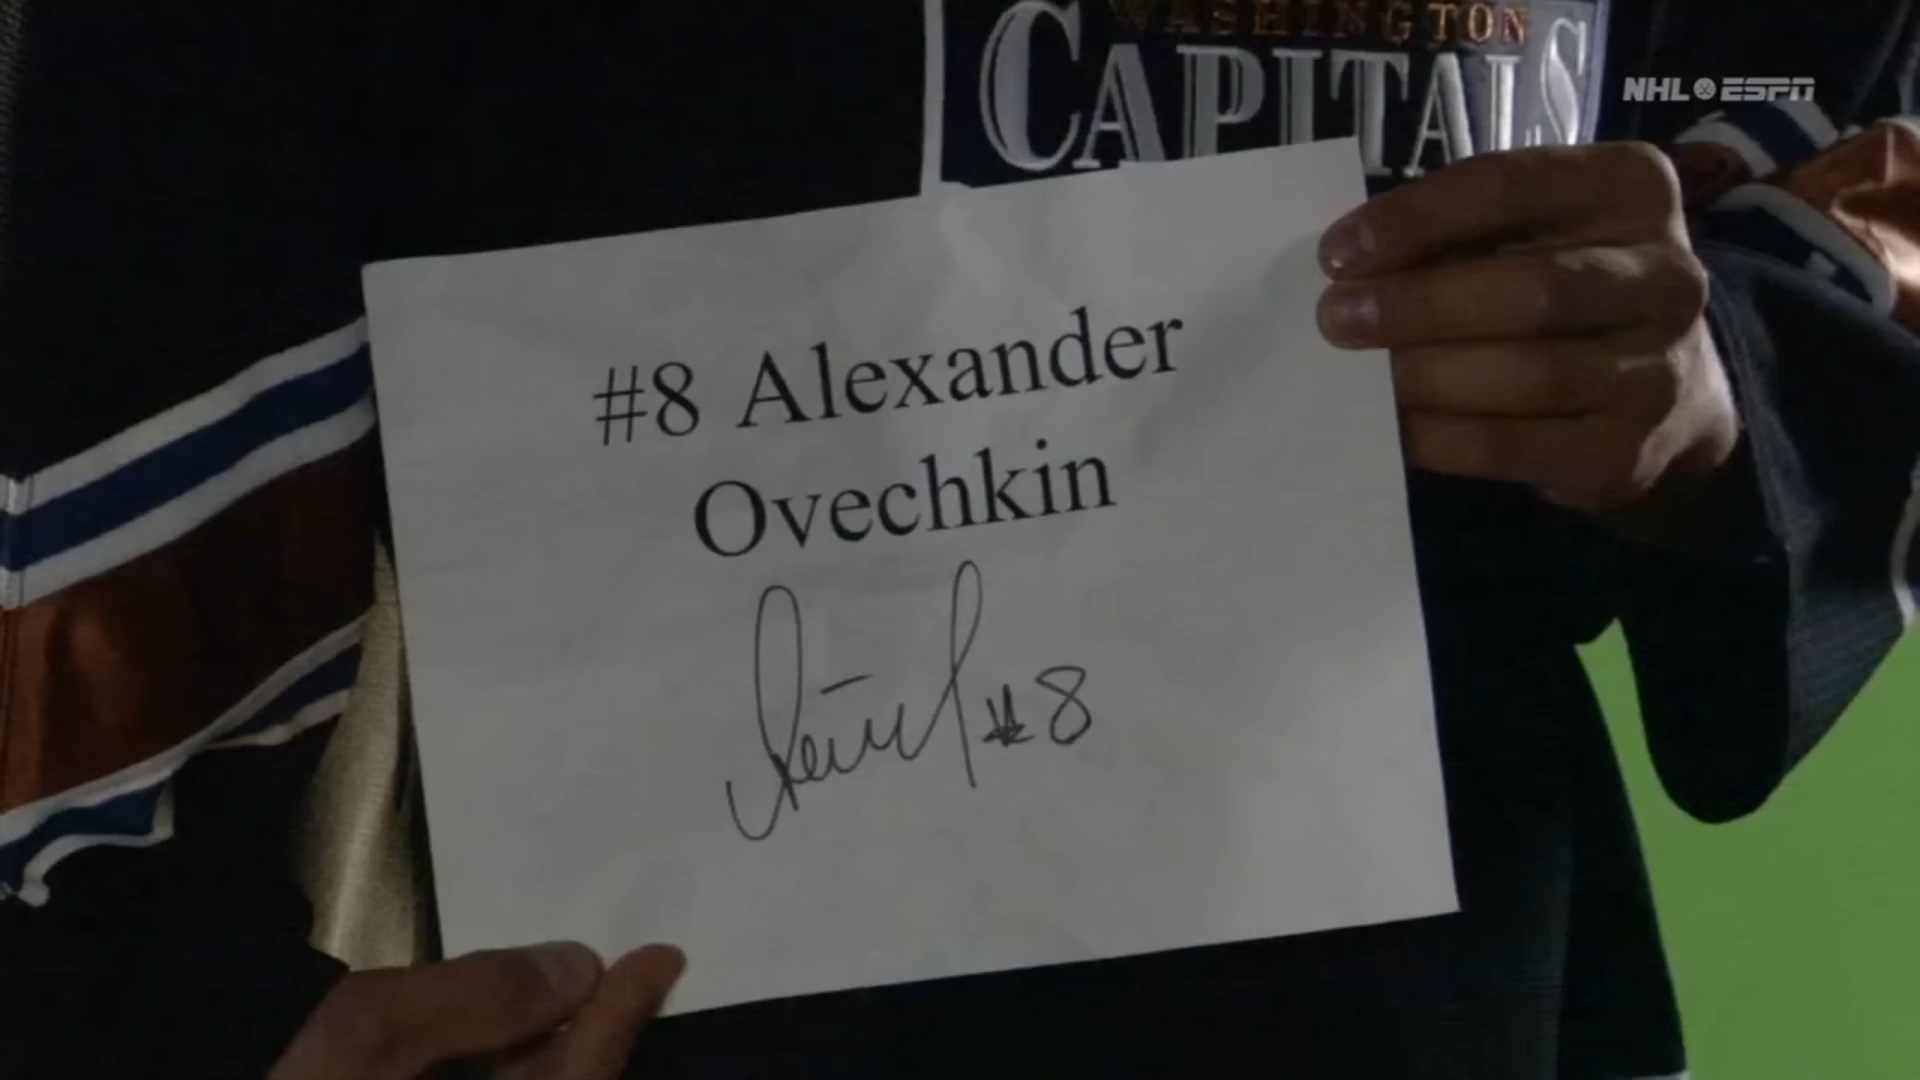 WASHINGTON
CAPITALS
NHL ESPN
#8 Alexander
Ovechkin
#8